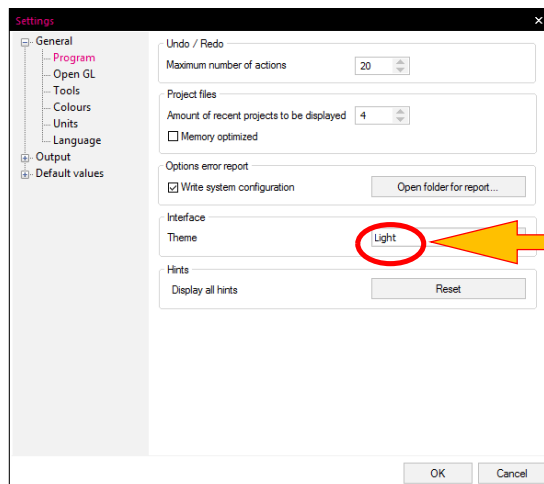 Settings
General
Program
Open GL
Tools
Colours
Units
Language
Output
Default values
Undo / Redo
Maximum number of actions 20
Project files
Amount of recent projects to be displayed 4
Memory optimized
Options error report
Write system configuration Open folder for report...
Interface
Theme Light
Hints
Display all hints Reset
OK Cancel